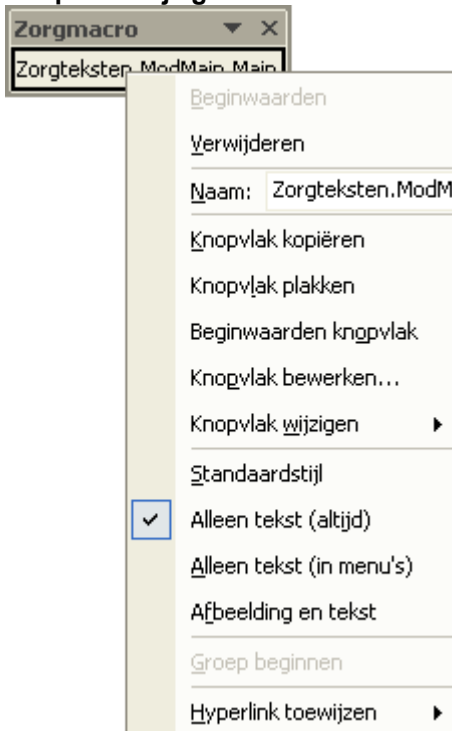 Zorgmacro
Zorgteksten.ModMain.Main
Beginwaarden
Verwijderen
Naam: Zorgteksten.ModM
Knopvlak kopiëren
Knopvlak plakken
Beginwaarden knopvlak
Knopvlak bewerken...
Knopvlak wijzigen
Standaardstijl
Alleen tekst (altijd)
Alleen tekst (in menu's)
Afbeelding en tekst
Groep beginnen
Hyperlink toewijzen